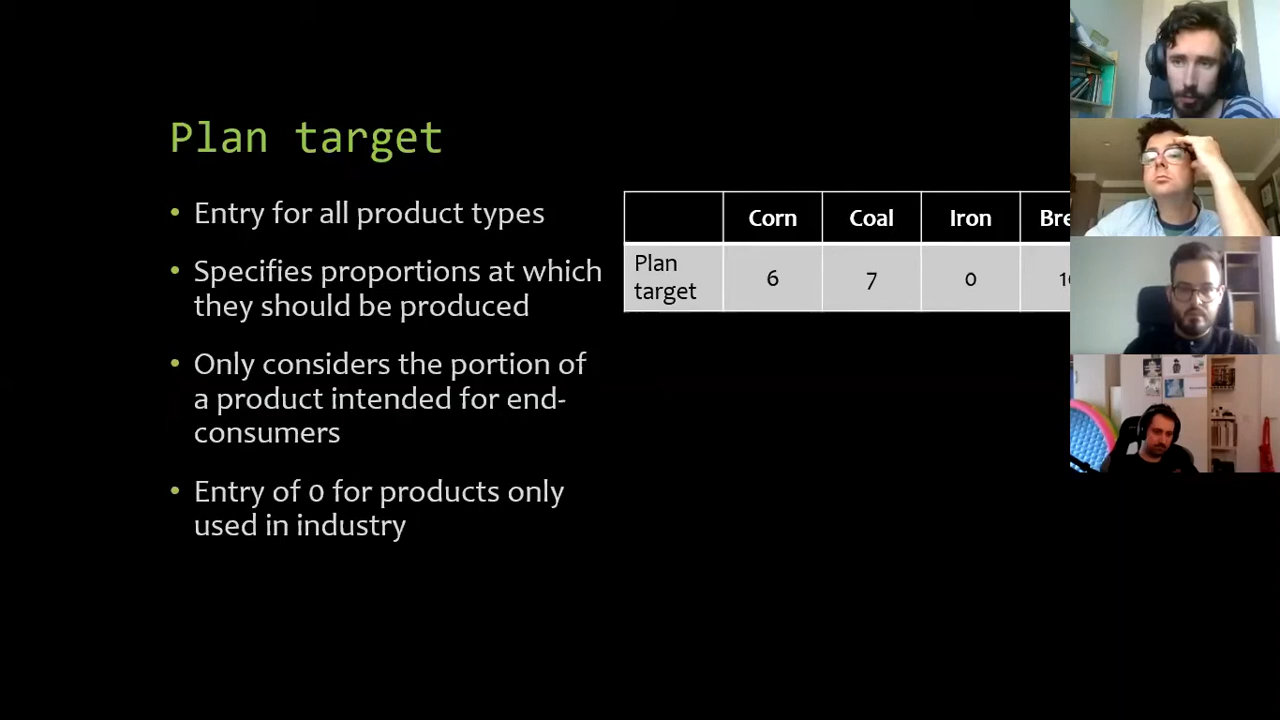 Plan target
• Entry for all product types
• Specifies proportions at which
they should be produced
• Only considers the portion of
a product intended for end-
consumers
• Entry of 0 for products only
used in industry
Corn Coal Iron
Plan
target 6 7 0